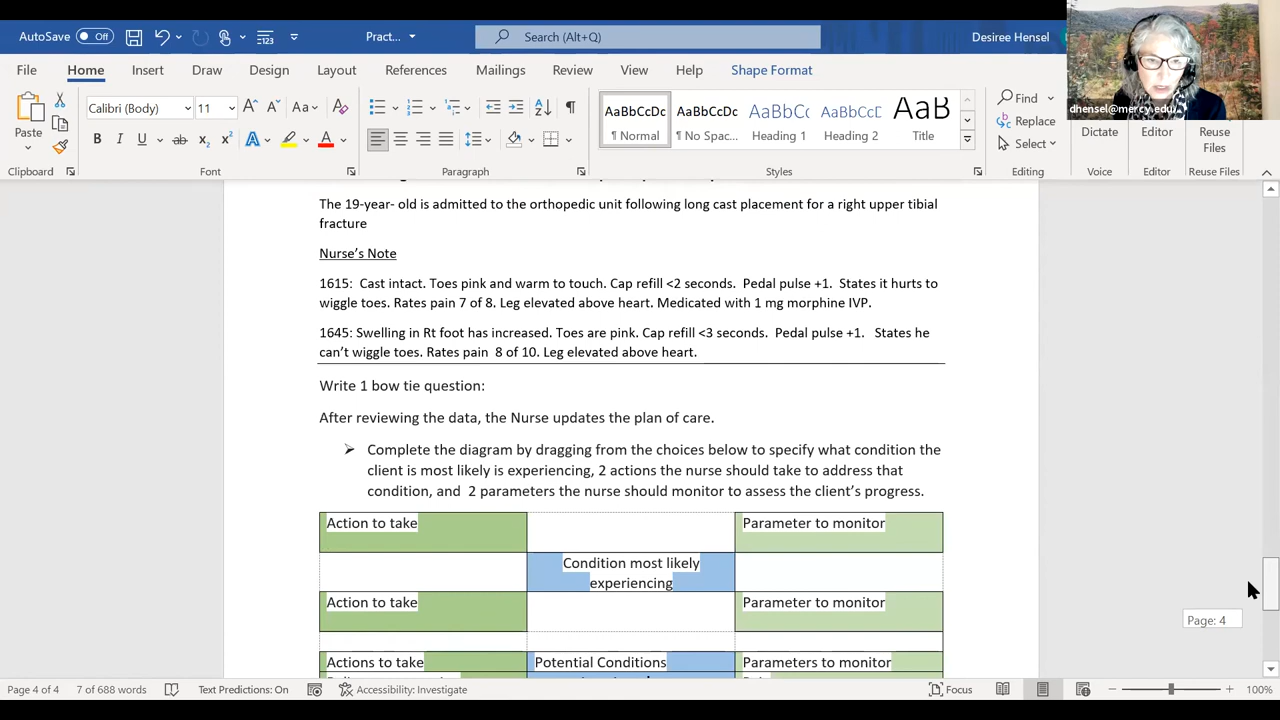 AutoSave Off Pract... Search (Alt+Q) Desiree Hensel
File Home Insert Draw Design Layout References Mailings Review View Help Shape Format
dhensel@mercy.edu
Paste Calibri (Body) 11 Aa Find
B I U ab x₂ x² A A AaBbCcDc AaBbCcDc AaBbCc AaBbCcD AaB Replace Dictate Editor Reuse
¶ Normal ¶ No Spac... Heading 1 Heading 2 Title Select Files
Clipboard Font Paragraph Styles Editing Voice Editor Reuse Files
The 19-year- old is admitted to the orthopedic unit following long cast placement for a right upper tibial
fracture
Nurse's Note
1615: Cast intact. Toes pink and warm to touch. Cap refill <2 seconds. Pedal pulse +1. States it hurts to
wiggle toes. Rates pain 7 of 8. Leg elevated above heart. Medicated with 1 mg morphine IVP.
1645: Swelling in Rt foot has increased. Toes are pink. Cap refill <3 seconds. Pedal pulse +1. States he
can't wiggle toes. Rates pain 8 of 10. Leg elevated above heart.
Write 1 bow tie question:
After reviewing the data, the Nurse updates the plan of care.
➢ Complete the diagram by dragging from the choices below to specify what condition the
client is most likely is experiencing, 2 actions the nurse should take to address that
condition, and 2 parameters the nurse should monitor to assess the client's progress.
Action to take Parameter to monitor
Condition most likely
experiencing
Action to take Parameter to monitor
Page: 4
Actions to take Potential Conditions Parameters to monitor
Page 4 of 4 7 of 688 words Text Predictions: On Accessibility: Investigate Focus 100%